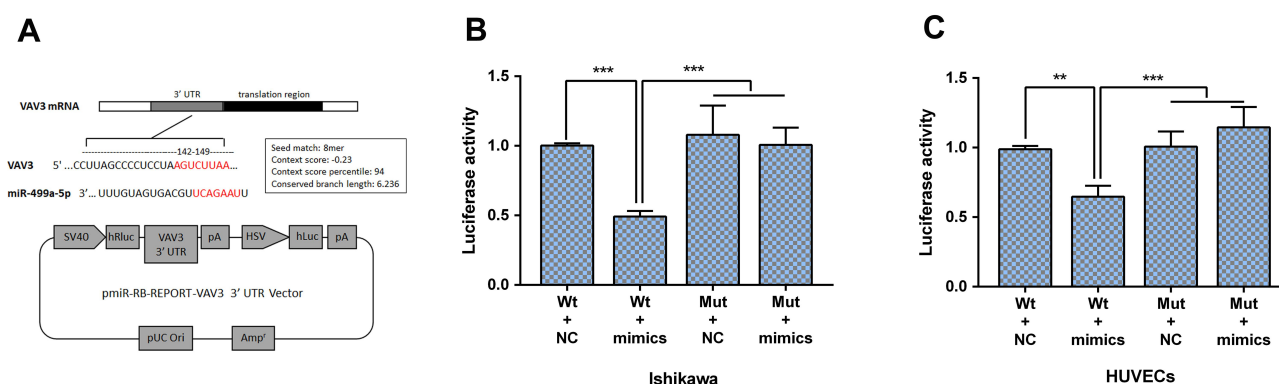 A
3' UTR
translation region
VAV3 mRNA
------------------142-149--------
VAV3 5' ...CCUUAGCCCCUCCUAAGUCUUAA...
miR-499a-5p 3'... UUUGUAGUGACGUUCAGAAUU
Seed match: 8mer
Context score: -0.23
Context score percentile: 94
Conserved branch length: 6.236
SV40
hRluc
VAV3
3' UTR
pA
HSV
hLuc
pA
pmiR-RB-REPORT-VAV3 3' UTR Vector
pUC Ori
Ampʳ
B
Luciferase activity
1.5
1.0
0.5
0.0
***
***
Wt
+
NC
Wt
+
mimics
Mut
+
NC
Mut
+
mimics
Ishikawa
C
Luciferase activity
1.5
1.0
0.5
0.0
**
***
Wt
+
NC
Wt
+
mimics
Mut
+
NC
Mut
+
mimics
HUVECs